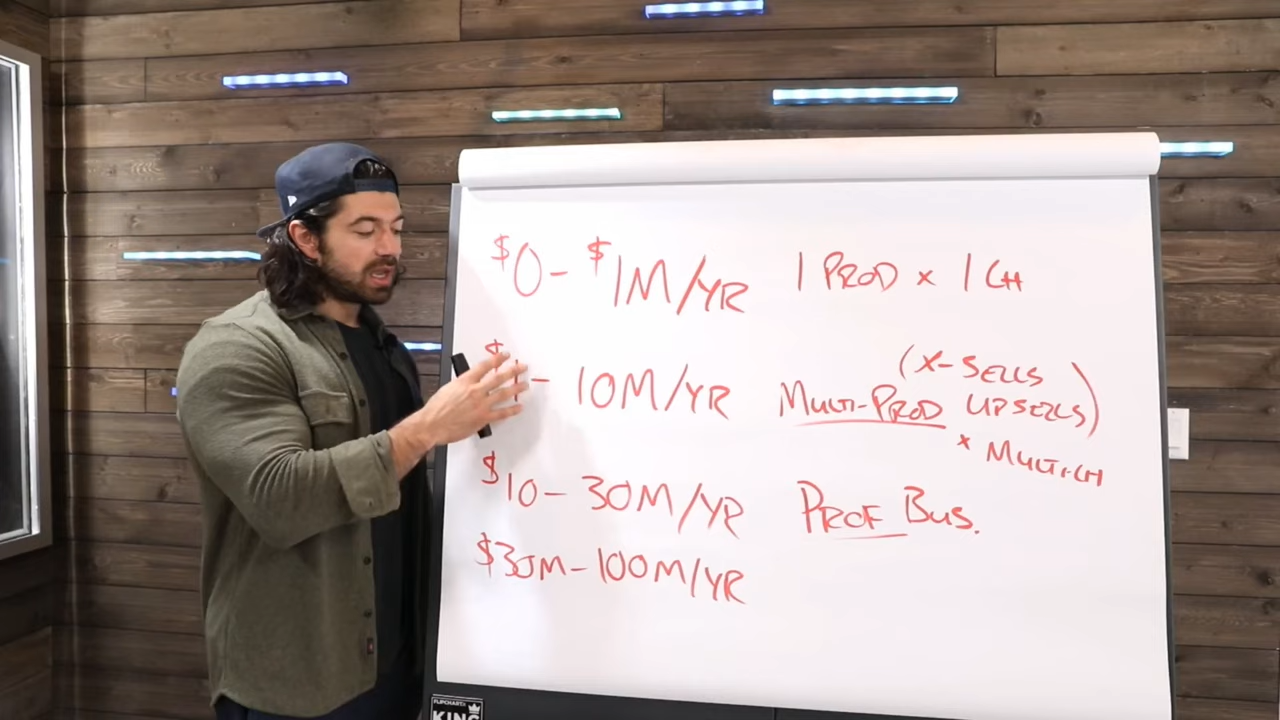 $0 - $1M/YR 1 PROD x 1 CH
$1 - 10M/YR MULTI-PROD (X-SELLS UPSELLS)
x MULTI-CH
$10 - 30M/YR PROF BUS.
$30M - 100M/YR
FLIPCHARTS
KING